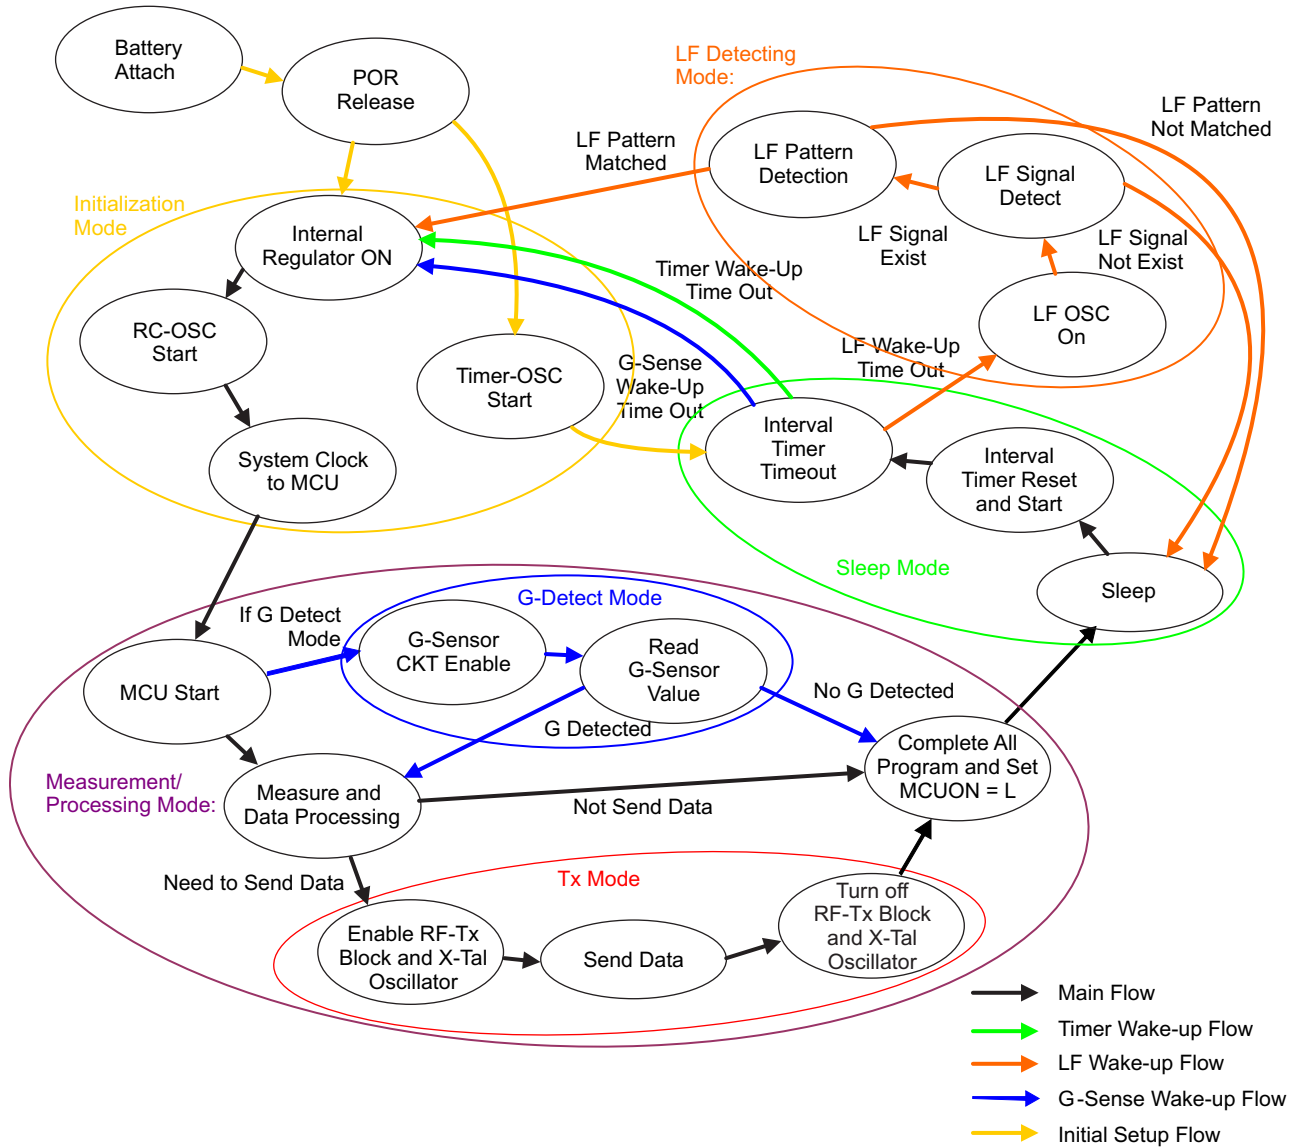 Battery
Attach
POR
Release
LF Detecting
Mode:
LF Pattern
Not Matched
LF Pattern
Matched
LF Pattern
Detection
LF Signal
Detect
Initialization
Mode
Internal
Regulator ON
LF Signal
Exist
LF Signal
Not Exist
Timer Wake-Up
Time Out
RC-OSC
Start
LF OSC
On
LF Wake-Up
Time Out
Timer-OSC
Start
G-Sense
Wake-Up
Time Out
Interval
Timer
Timeout
System Clock
to MCU
Interval
Timer Reset
and Start
Sleep Mode
Sleep
G-Detect Mode
If G Detect
Mode
G-Sensor
CKT Enable
Read
G-Sensor
Value
MCU Start
No G Detected
G Detected
Complete All
Program and Set
MCUON = L
Measurement/
Processing Mode:
Measure and
Data Processing
Not Send Data
Need to Send Data
Tx Mode
Enable RF-Tx
Block and X-Tal
Oscillator
Send Data
Turn off
RF-Tx Block
and X-Tal
Oscillator
Main Flow
Timer Wake-up Flow
LF Wake-up Flow
G-Sense Wake-up Flow
Initial Setup Flow